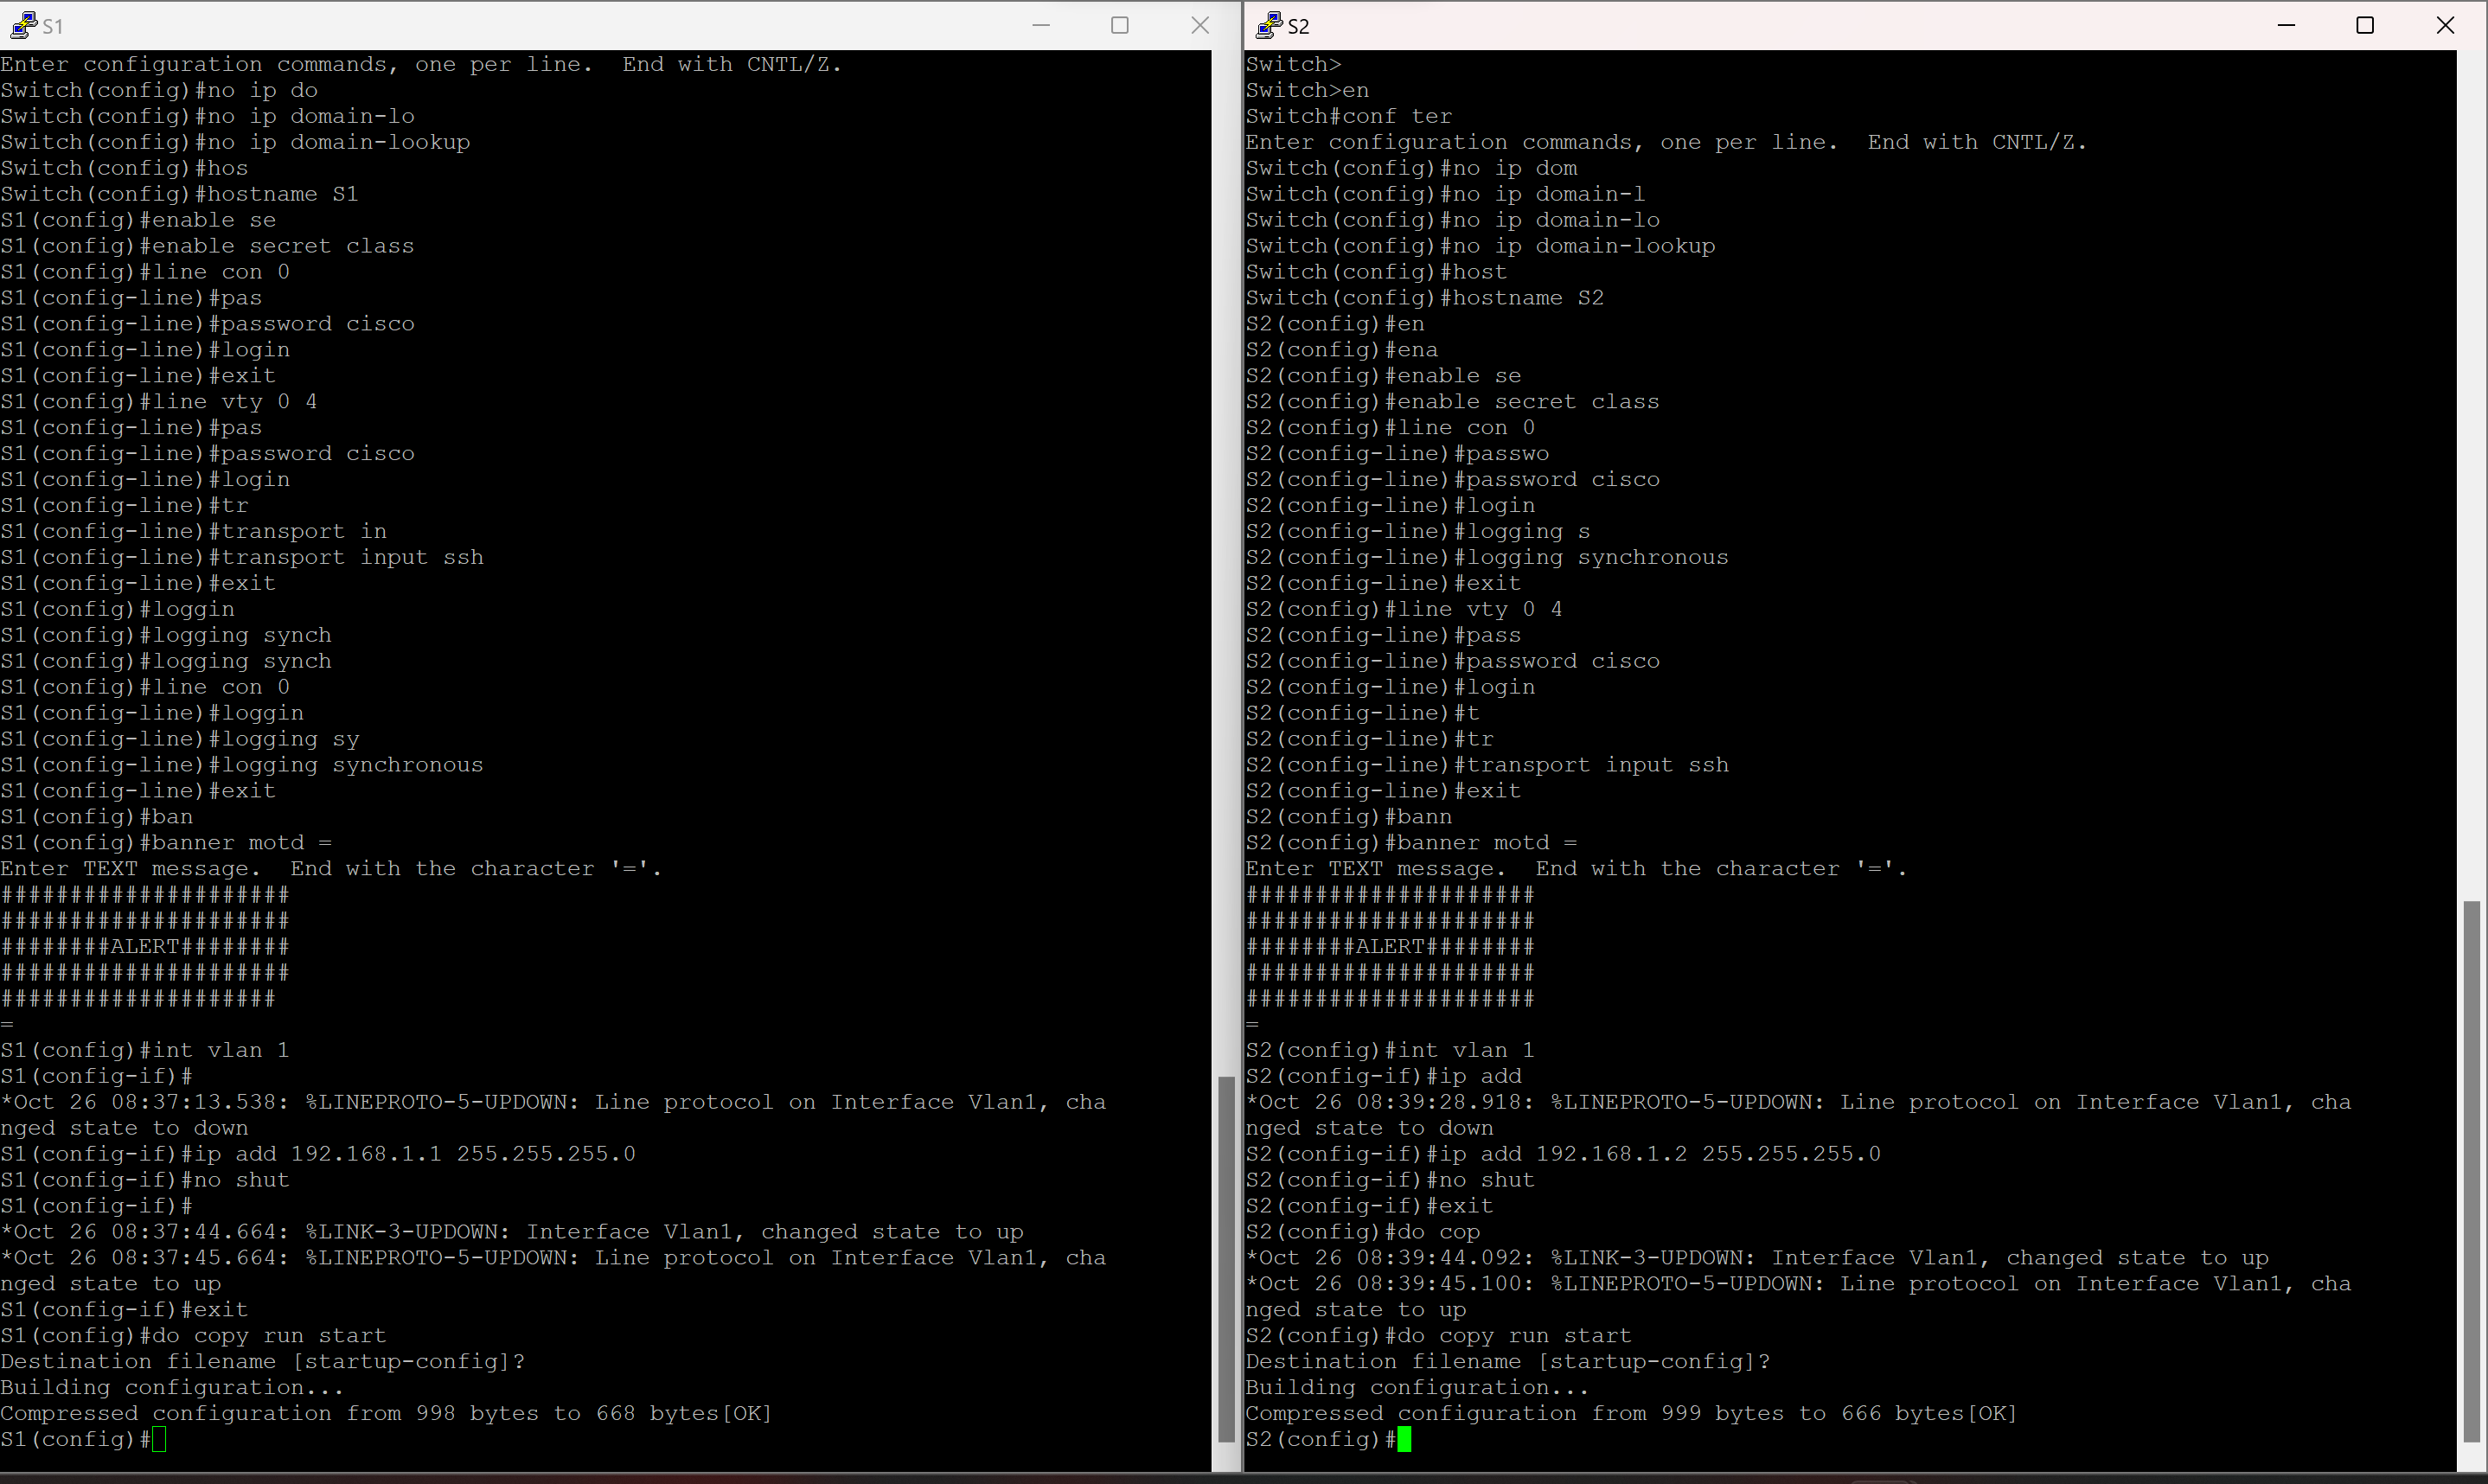 S1
Enter configuration commands, one per line.  End with CNTL/Z.
Switch(config)#no ip do
Switch(config)#no ip domain-lo
Switch(config)#no ip domain-lookup
Switch(config)#hos
Switch(config)#hostname S1
S1(config)#enable se
S1(config)#enable secret class
S1(config)#line con 0
S1(config-line)#pas
S1(config-line)#password cisco
S1(config-line)#login
S1(config-line)#exit
S1(config)#line vty 0 4
S1(config-line)#pas
S1(config-line)#password cisco
S1(config-line)#login
S1(config-line)#tr
S1(config-line)#transport in
S1(config-line)#transport input ssh
S1(config-line)#exit
S1(config)#loggin
S1(config)#logging synch
S1(config)#logging synch
S1(config)#line con 0
S1(config-line)#loggin
S1(config-line)#logging sy
S1(config-line)#logging synchronous
S1(config-line)#exit
S1(config)#ban
S1(config)#banner motd =
Enter TEXT message.  End with the character '='.
#####################
#####################
########ALERT########
#####################
####################
=
S1(config)#int vlan 1
S1(config-if)#
*Oct 26 08:37:13.538: %LINEPROTO-5-UPDOWN: Line protocol on Interface Vlan1, cha
nged state to down
S1(config-if)#ip add 192.168.1.1 255.255.255.0
S1(config-if)#no shut
S1(config-if)#
*Oct 26 08:37:44.664: %LINK-3-UPDOWN: Interface Vlan1, changed state to up
*Oct 26 08:37:45.664: %LINEPROTO-5-UPDOWN: Line protocol on Interface Vlan1, cha
nged state to up
S1(config-if)#exit
S1(config)#do copy run start
Destination filename [startup-config]?
Building configuration...
Compressed configuration from 998 bytes to 668 bytes[OK]
S1(config)#
S2
Switch>
Switch>en
Switch#conf ter
Enter configuration commands, one per line.  End with CNTL/Z.
Switch(config)#no ip dom
Switch(config)#no ip domain-l
Switch(config)#no ip domain-lo
Switch(config)#no ip domain-lookup
Switch(config)#host
Switch(config)#hostname S2
S2(config)#en
S2(config)#ena
S2(config)#enable se
S2(config)#enable secret class
S2(config)#line con 0
S2(config-line)#passwo
S2(config-line)#password cisco
S2(config-line)#login
S2(config-line)#logging s
S2(config-line)#logging synchronous
S2(config-line)#exit
S2(config)#line vty 0 4
S2(config-line)#pass
S2(config-line)#password cisco
S2(config-line)#login
S2(config-line)#t
S2(config-line)#tr
S2(config-line)#transport input ssh
S2(config-line)#exit
S2(config)#bann
S2(config)#banner motd =
Enter TEXT message.  End with the character '='.
#####################
#####################
########ALERT########
#####################
#####################
=
S2(config)#int vlan 1
S2(config-if)#ip add
*Oct 26 08:39:28.918: %LINEPROTO-5-UPDOWN: Line protocol on Interface Vlan1, cha
nged state to down
S2(config-if)#ip add 192.168.1.2 255.255.255.0
S2(config-if)#no shut
S2(config-if)#exit
S2(config)#do cop
*Oct 26 08:39:44.092: %LINK-3-UPDOWN: Interface Vlan1, changed state to up
*Oct 26 08:39:45.100: %LINEPROTO-5-UPDOWN: Line protocol on Interface Vlan1, cha
nged state to up
S2(config)#do copy run start
Destination filename [startup-config]?
Building configuration...
Compressed configuration from 999 bytes to 666 bytes[OK]
S2(config)#